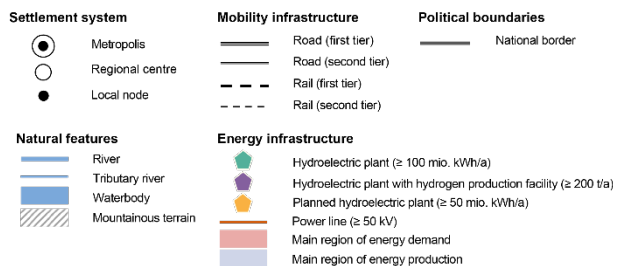 Settlement system
Metropolis
Regional centre
Local node
Mobility infrastructure
Road (first tier)
Road (second tier)
Rail (first tier)
Rail (second tier)
Political boundaries
National border
Natural features
River
Tributary river
Waterbody
Mountainous terrain
Energy infrastructure
Hydroelectric plant (≥ 100 mio. kWh/a)
Hydroelectric plant with hydrogen production facility (≥ 200 t/a)
Planned hydroelectric plant (≥ 50 mio. kWh/a)
Power line (≥ 50 kV)
Main region of energy demand
Main region of energy production